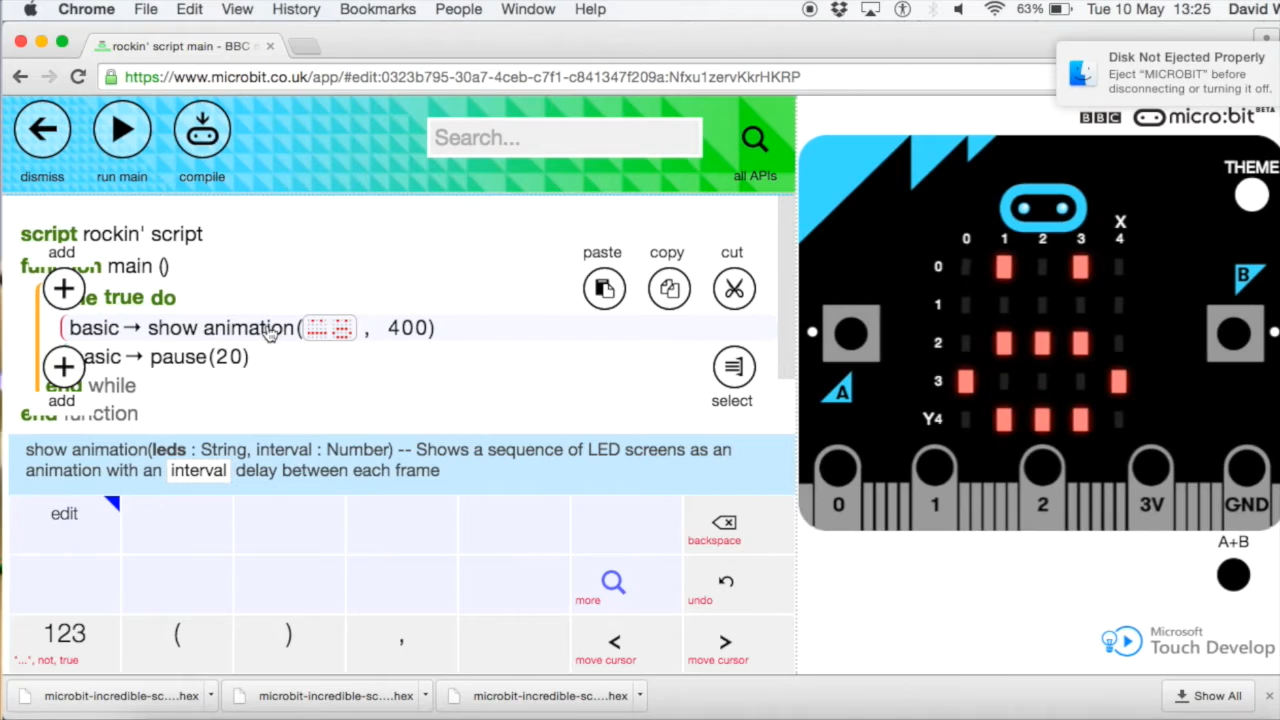 Chrome File Edit View History Bookmarks People Window Help 63% Tue 10 May 13:25 David W
rockin' script main - BBC
https://www.microbit.co.uk/app/#edit:0323b795-30a7-4ceb-c7f1-c841347f209a:Nfxu1zervKkrHKRP
Disk Not Ejected Properly
Eject “MICROBIT” before
disconnecting or turning it off.
dismiss run main compile Search... all APIs
BBC micro:bit BETA
script rockin' script
add
function main ()
true do
basic → show animation( , 400)
basic → pause(20)
end while
add
end function
paste copy cut
select
show animation(leds : String, interval : Number) -- Shows a sequence of LED screens as an
animation with an interval delay between each frame
edit
backspace
more undo
123 ( ) , < >
"...", not, true move cursor move cursor
THEME
X
0 1 2 3 4
0
1
2
3
Y4
A
B
0 1 2 3V GND
A+B
Microsoft
Touch Develop
microbit-incredible-sc....hex microbit-incredible-sc....hex microbit-incredible-sc....hex Show All